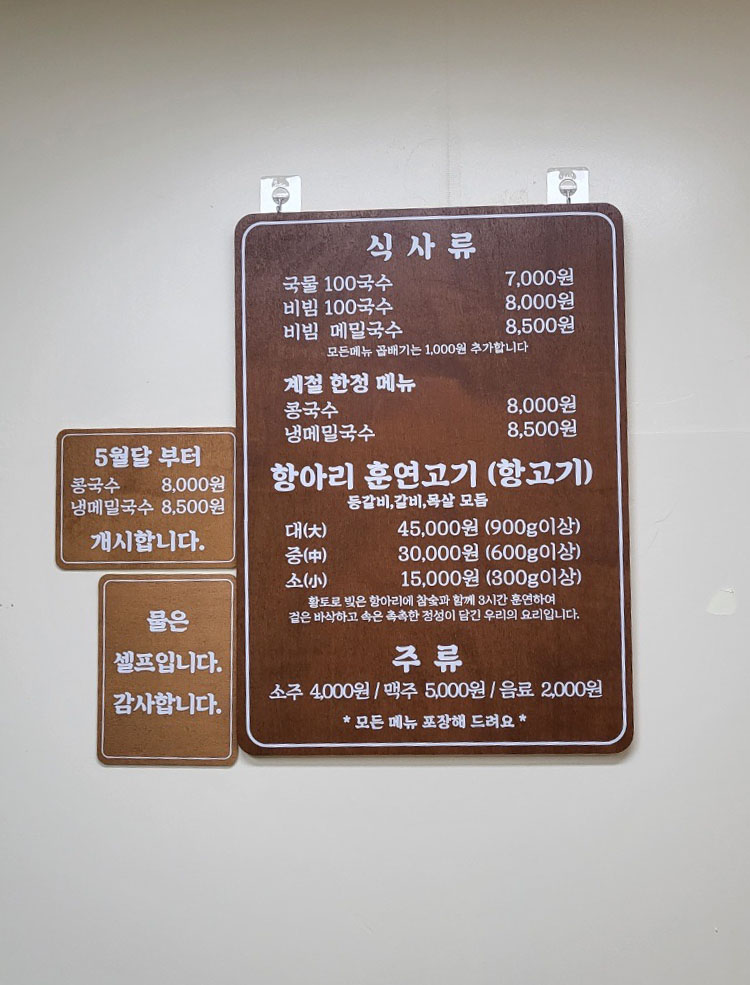 식사류
국물 100국수 7,000원
비빔 100국수 8,000원
비빔 메밀국수 8,500원
모든메뉴 곱배기는 1,000원 추가합니다
계절 한정 메뉴
콩국수 8,000원
냉메밀국수 8,500원
항아리 훈연고기 (항고기)
등갈비,갈비,목살 모듬
대(大) 45,000원 (900g이상)
중(中) 30,000원 (600g이상)
소(小) 15,000원 (300g이상)
황토로 빚은 항아리에 참숯과 함께 3시간 훈연하여
겉은 바삭하고 속은 촉촉한 정성이 담긴 우리의 요리입니다.
주류
소주 4,000원 / 맥주 5,000원 / 음료 2,000원
* 모든 메뉴 포장해 드려요 *
5월달 부터
콩국수 8,000원
냉메밀국수 8,500원
개시합니다.
물은
셀프입니다.
감사합니다.